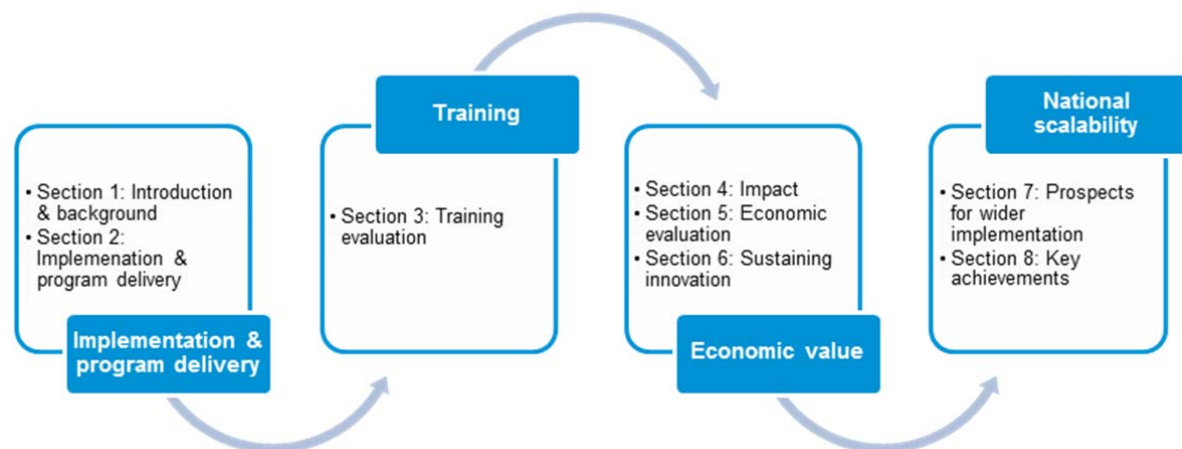 • Section 1: Introduction
& background
• Section 2:
Implemenation &
program delivery
Implementation &
program delivery
Training
• Section 3: Training
evaluation
• Section 4: Impact
• Section 5: Economic
evaluation
• Section 6: Sustaining
innovation
Economic value
National
scalability
• Section 7: Prospects
for wider
implementation
• Section 8: Key
achievements